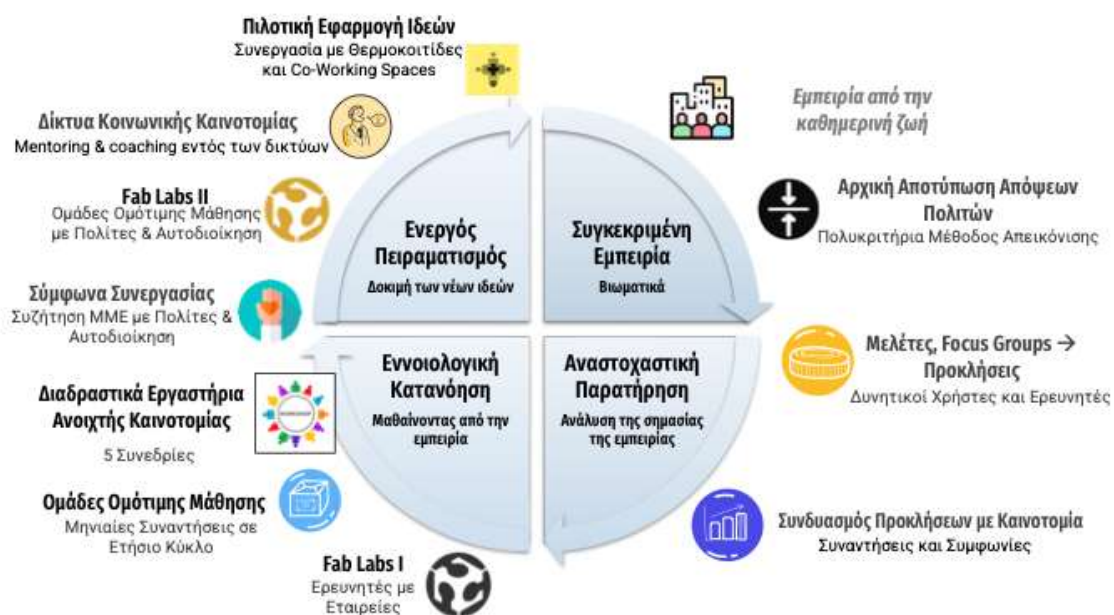 Πιλοτική Εφαρμογή Ιδεών
Συνεργασία με Θερμοκοιτίδες
και Co-Working Spaces
Δίκτυα Κοινωνικής Καινοτομίας
Mentoring & coaching εντός των δικτύων
Fab Labs II
Ομάδες Ομότιμης Μάθησης
με Πολίτες & Αυτοδιοίκηση
Σύμφωνα Συνεργασίας
Συζήτηση ΜΜΕ με Πολίτες &
Αυτοδιοίκηση
Διαδραστικά Εργαστήρια
Ανοιχτής Καινοτομίας
5 Συνεδρίες
Ομάδες Ομότιμης Μάθησης
Μηνιαίες Συναντήσεις σε
Ετήσιο Κύκλο
Fab Labs I
Ερευνητές με
Εταιρείες
Ενεργός
Πειραματισμός
Δοκιμή των νέων ιδεών
Συγκεκριμένη
Εμπειρία
Βιωματικά
Εννοιολογική
Κατανόηση
Μαθαίνοντας από την
εμπειρία
Αναστοχαστική
Παρατήρηση
Ανάλυση της σημασίας
της εμπειρίας
Εμπειρία από την
καθημερινή ζωή
Αρχική Αποτύπωση Απόψεων
Πολιτών
Πολυκριτήρια Μέθοδος Απεικόνισης
Μελέτες, Focus Groups →
Προκλήσεις
Δυνητικοί Χρήστες και Ερευνητές
Συνδυασμός Προκλήσεων με Καινοτομία
Συναντήσεις και Συμφωνίες